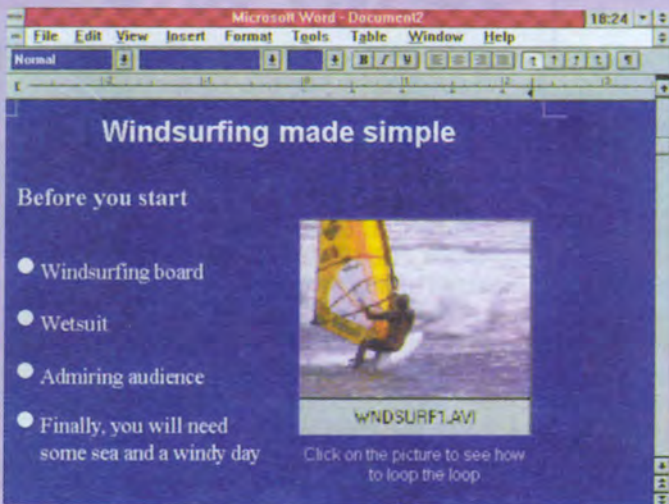 Microsoft Word - Document2 18:24
File Edit View Insert Format Tools Table Window Help
Normal B I U
Windsurfing made simple
Before you start
Windsurfing board
Wetsuit
Admiring audience
Finally, you will need
some sea and a windy day
WNDSURF1.AVI
Click on the picture to see how
to loop the loop